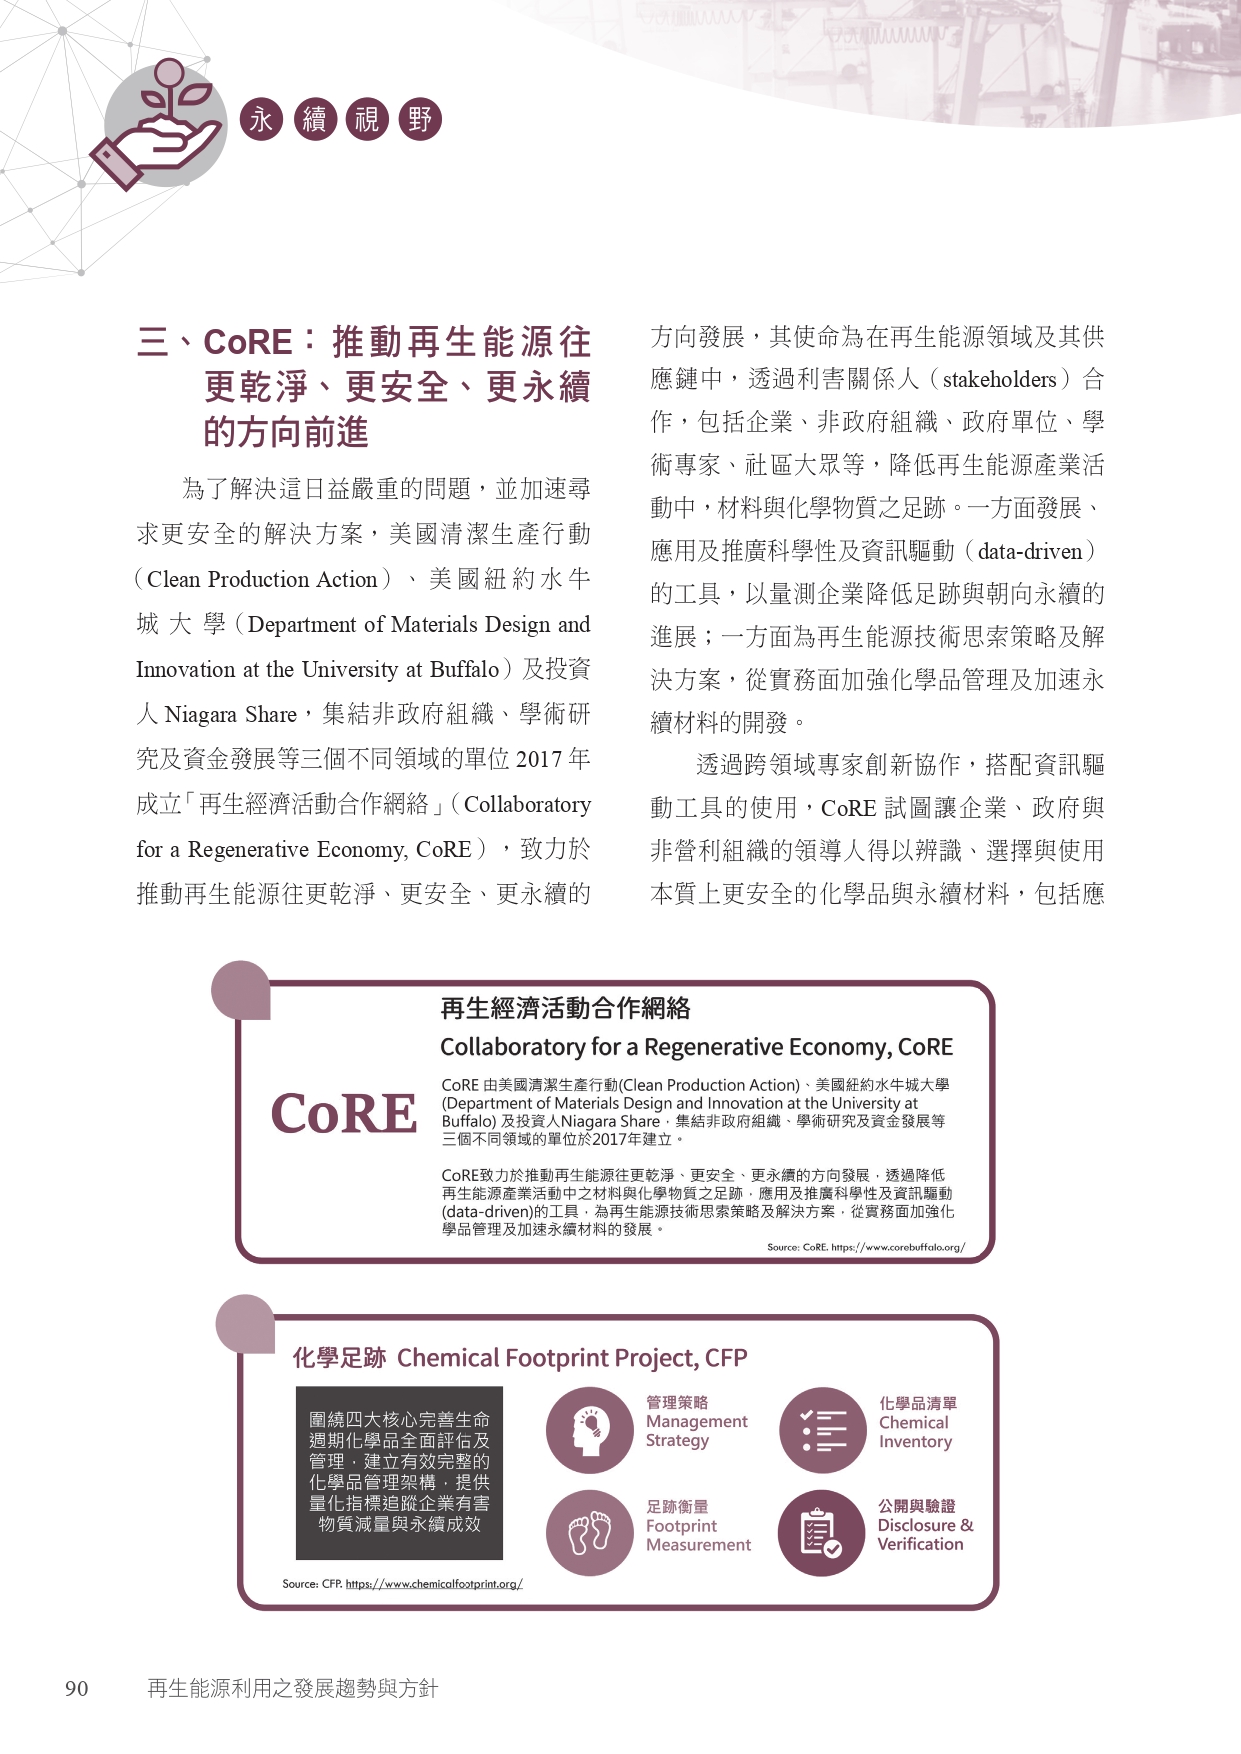 永續視野
三、CoRE：推動再生能源往
更乾淨、更安全、更永續
的方向前進
為了解決這日益嚴重的問題，並加速尋
求更安全的解決方案，美國清潔生產行動
（Clean Production Action）、美國紐約水牛
城大學（Department of Materials Design and
Innovation at the University at Buffalo）及投資
人 Niagara Share，集結非政府組織、學術研
究及資金發展等三個不同領域的單位 2017 年
成立「再生經濟活動合作網絡」（Collaboratory
for a Regenerative Economy, CoRE），致力於
推動再生能源往更乾淨、更安全、更永續的
方向發展，其使命為在再生能源領域及其供
應鏈中，透過利害關係人（stakeholders）合
作，包括企業、非政府組織、政府單位、學
術專家、社區大眾等，降低再生能源產業活
動中，材料與化學物質之足跡。一方面發展、
應用及推廣科學性及資訊驅動（data-driven）
的工具，以量測企業降低足跡與朝向永續的
進展；一方面為再生能源技術思索策略及解
決方案，從實務面加強化學品管理及加速永
續材料的開發。
透過跨領域專家創新協作，搭配資訊驅
動工具的使用，CoRE 試圖讓企業、政府與
非營利組織的領導人得以辨識、選擇與使用
本質上更安全的化學品與永續材料，包括應
CoRE
再生經濟活動合作網絡
Collaboratory for a Regenerative Economy, CoRE
CoRE 由美國清潔生產行動(Clean Production Action)、美國紐約水牛城大學
(Department of Materials Design and Innovation at the University at
Buffalo) 及投資人Niagara Share，集結非政府組織、學術研究及資金發展等
三個不同領域的單位於2017年建立。
CoRE致力於推動再生能源往更乾淨、更安全、更永續的方向發展，透過降低
再生能源產業活動中之材料與化學物質之足跡，應用及推廣科學性及資訊驅動
(data-driven)的工具，為再生能源技術思索策略及解決方案，從實務面加強化
學品管理及加速永續材料的發展。
Source: CoRE. https://www.corebuffalo.org/
化學足跡 Chemical Footprint Project, CFP
圍繞四大核心完善生命
週期化學品全面評估及
管理，建立有效完整的
化學品管理架構，提供
量化指標追蹤企業有害
物質減量與永續成效
管理策略
Management
Strategy
化學品清單
Chemical
Inventory
足跡衡量
Footprint
Measurement
公開與驗證
Disclosure &
Verification
Source: CFP. https://www.chemicalfootprint.org/
90 再生能源利用之發展趨勢與方針